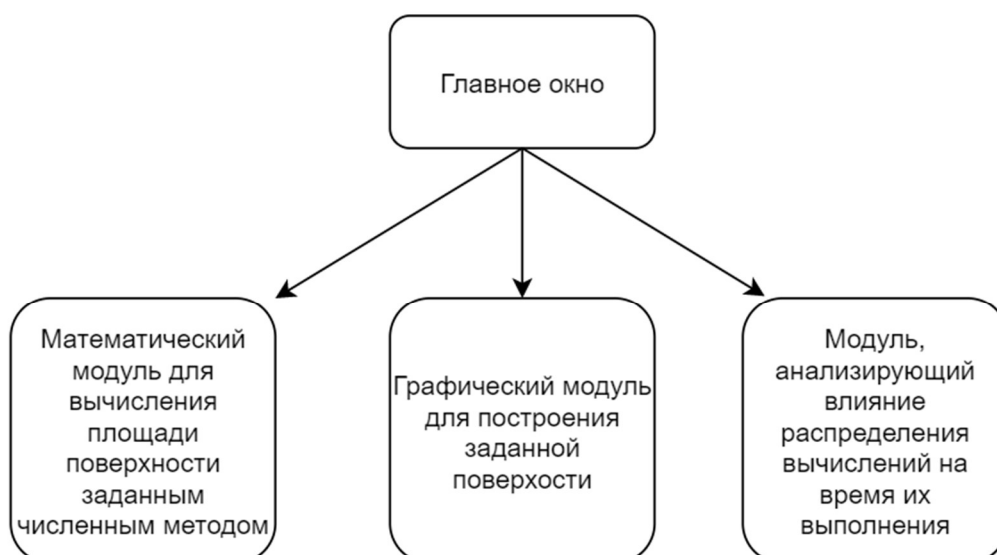 Главное окно
Математический
модуль для
вычисления
площади
поверхности
заданным
численным методом
Графический модуль
для построения
заданной
поверхости
Модуль,
анализирующий
влияние
распределения
вычислений на
время их
выполнения